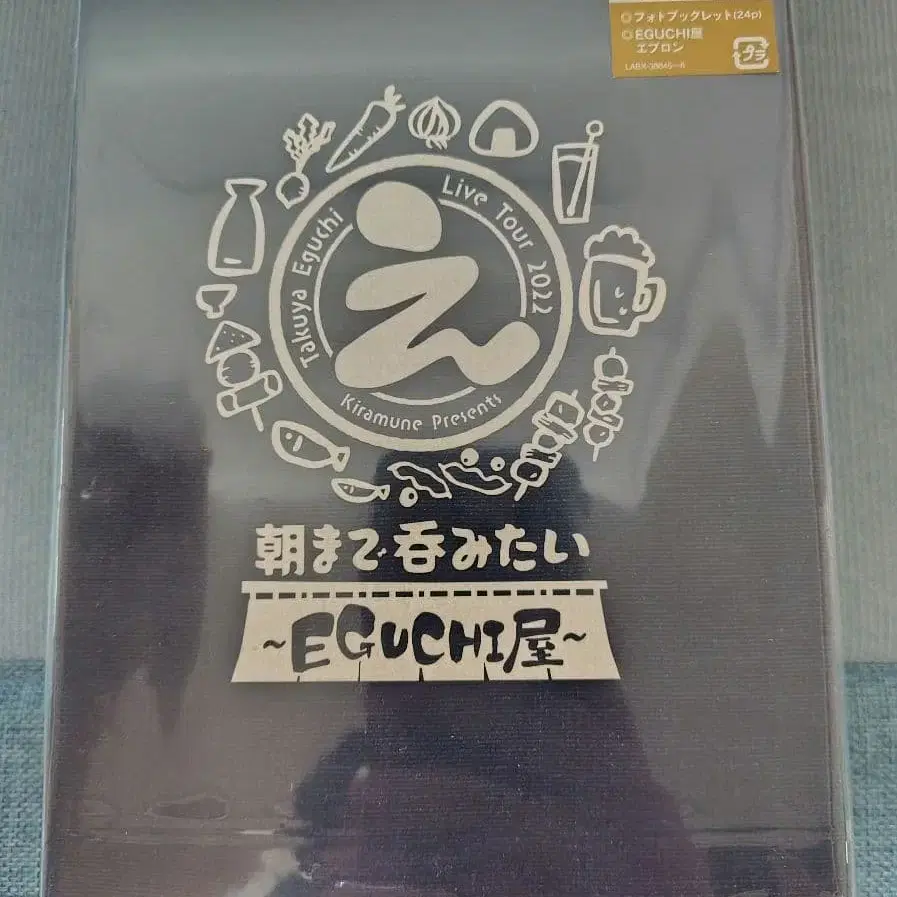 ◎フォトブックレット(24p)
◎EGUCHI屋
エプロン
プラ
Takuya Eguchi
Live Tour 2022
え
Kiramune Presents
朝まで呑みたい
~EGUCHI屋~